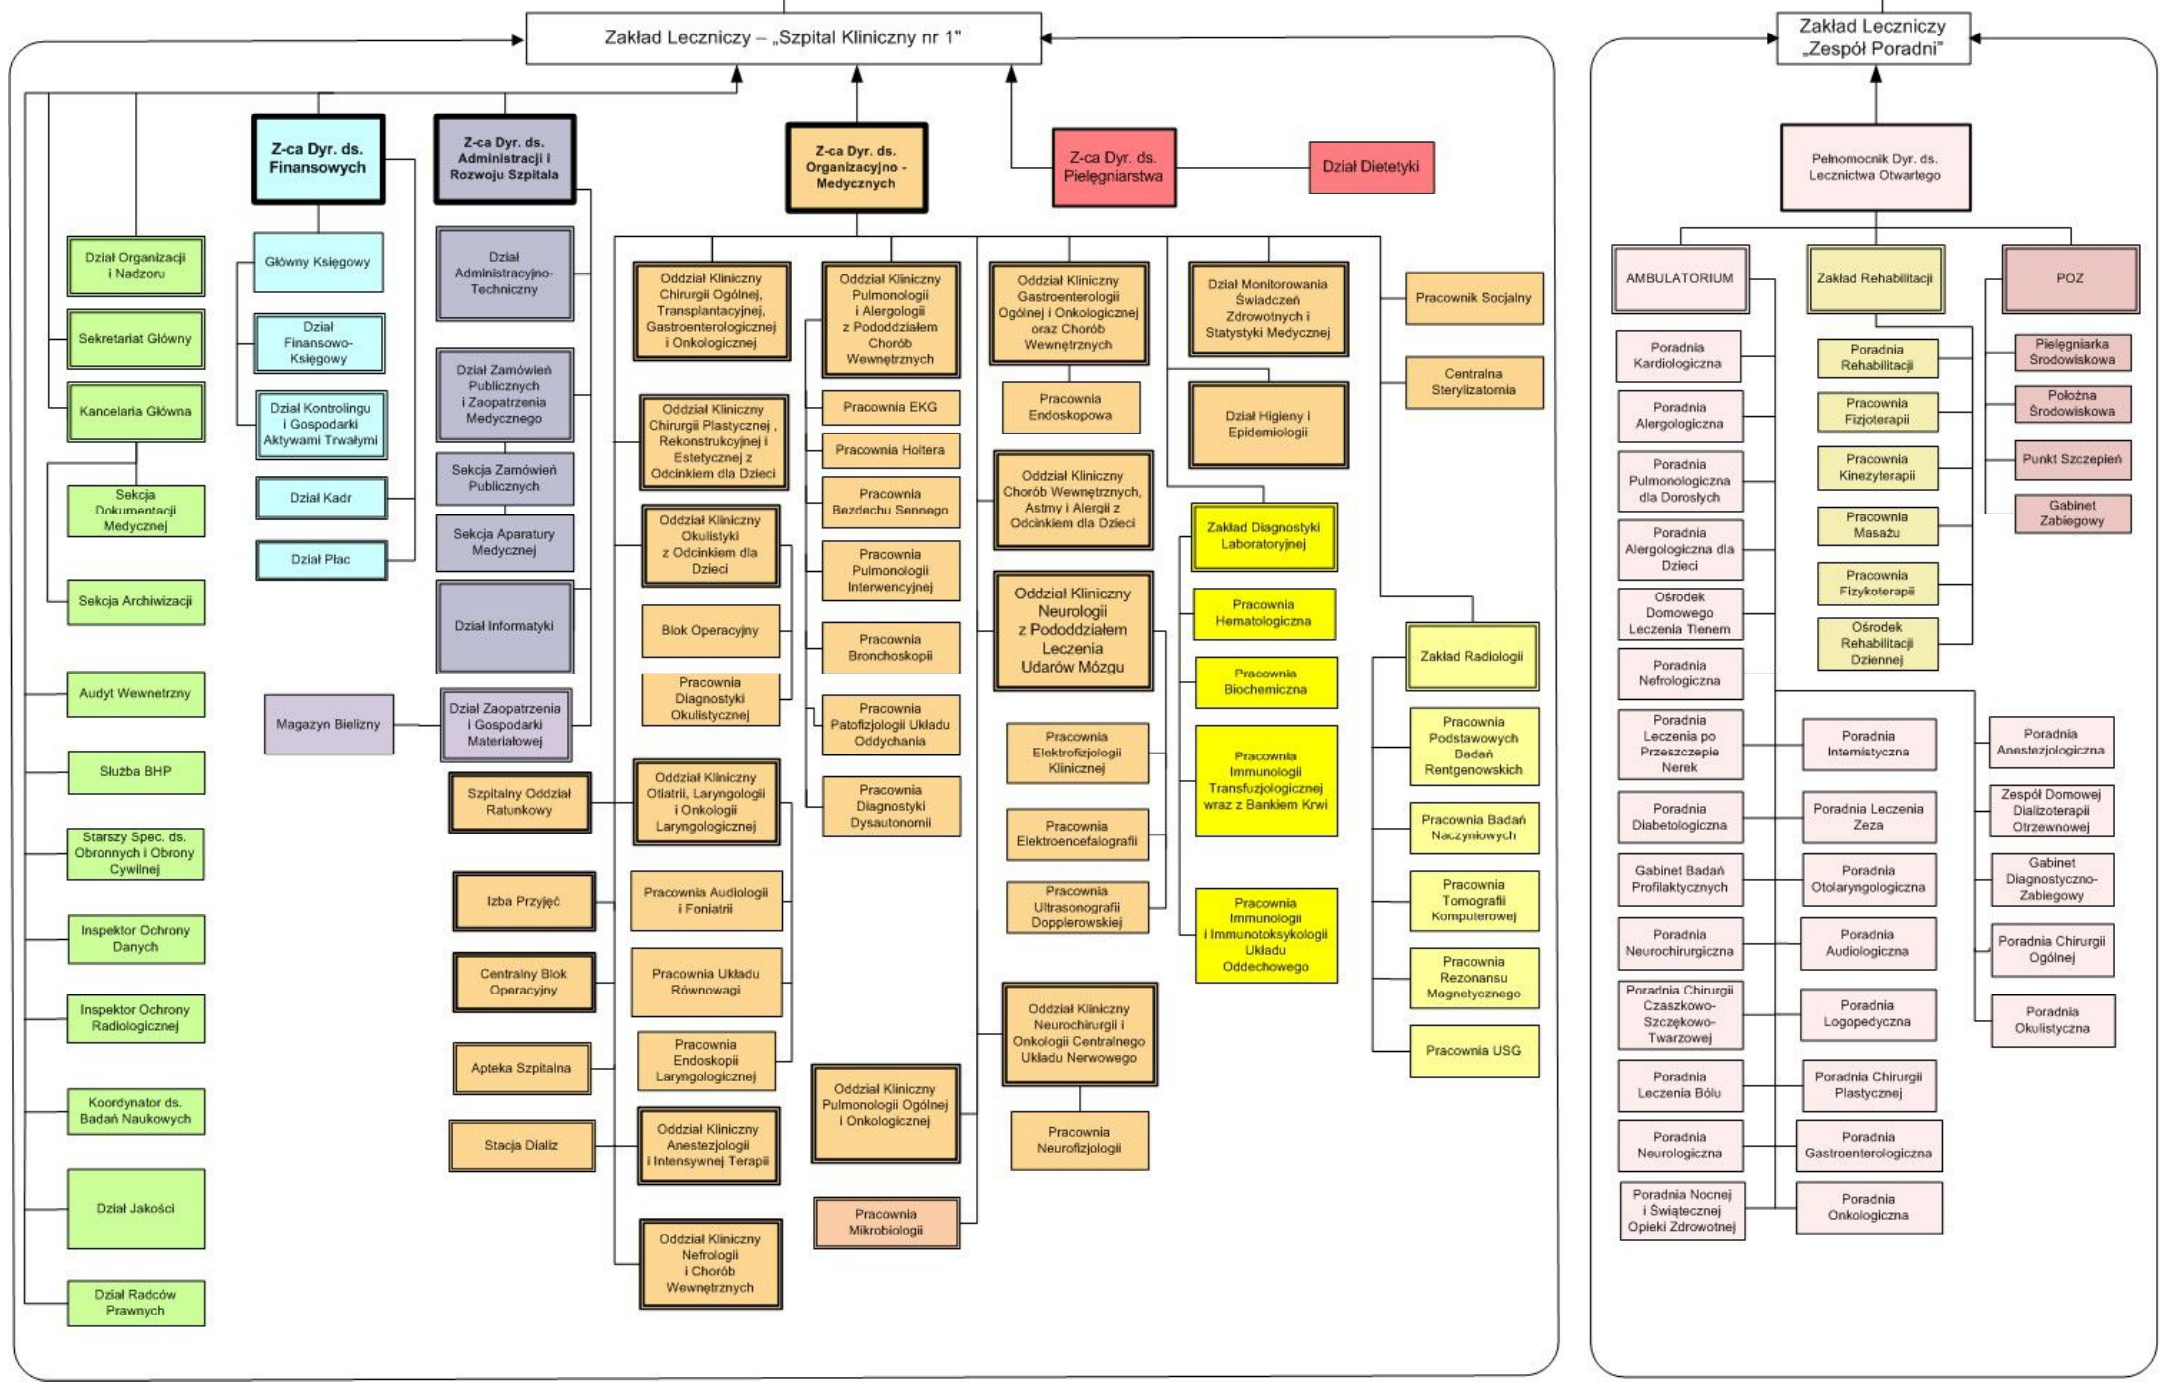 Zakład Leczniczy – „Szpital Kliniczny nr 1"
Z-ca Dyr. ds.
Finansowych
Z-ca Dyr. ds.
Administracji i
Rozwoju Szpitala
Z-ca Dyr. ds.
Organizacyjno -
Medycznych
Z-ca Dyr. ds.
Pielęgniarstwa
Dział Dietetyki
Dział Organizacji
i Nadzoru
Sekretariat Główny
Kancelaria Główna
Sekcja
Dokumentacji
Medycznej
Sekcja Archiwizacji
Audyt Wewnetrzny
Służba BHP
Starszy Spec. ds.
Obronnych i Obrony
Cywilnej
Inspektor Ochrony
Danych
Inspektor Ochrony
Radiologicznej
Koordynator ds.
Badań Naukowych
Dział Jakości
Dział Radców
Prawnych
Główny Księgowy
Dział
Finansowo-
Księgowy
Dział Kontrolingu
i Gospodarki
Aktywami Trwałymi
Dział Kadr
Dział Płac
Dział
Administracyjno-
Techniczny
Dział Zamówień
Publicznych
i Zaopatrzenia
Medycznego
Sekcja Zamówień
Publicznych
Sekcja Aparatury
Medycznej
Dział Informatyki
Magazyn Bielizny
Dział Zaopatrzenia
i Gospodarki
Materiałowej
Szpitalny Oddział
Ratunkowy
Izba Przyjęć
Centralny Blok
Operacyjny
Apteka Szpitalna
Stacja Dializ
Oddział Kliniczny
Chirurgii Ogólnej,
Transplantacyjnej,
Gastroenterologicznej
i Onkologicznej
Oddział Kliniczny
Chirurgii Plastycznej ,
Rekonstrukcyjnej i
Estetycznej z
Odcinkiem dla Dzieci
Oddział Kliniczny
Okulistyki
z Odcinkiem dla
Dzieci
Blok Operacyjny
Pracownia
Diagnostyki
Okulistycznej
Oddział Kliniczny
Otiatrii, Laryngologii
i Onkologii
Laryngologicznej
Pracownia Audiologii
i Foniatrii
Pracownia Układu
Równowagi
Pracownia
Endoskopii
Laryngologicznej
Oddział Kliniczny
Anestezjologii
i Intensywnej Terapii
Oddział Kliniczny
Nefrologii
i Chorób
Wewnętrznych
Oddział Kliniczny
Pulmonologii
i Alergologii
z Pododdziałem
Chorób
Wewnętrznych
Pracownia EKG
Pracownia Holtera
Pracownia
Bezdechu Sennego
Pracownia
Pulmonologii
Interwencyjnej
Pracownia
Bronchoskopii
Pracownia
Patofizjologii Układu
Oddychania
Pracownia
Diagnostyki
Dysautonomii
Oddział Kliniczny
Pulmonologii Ogólnej
i Onkologicznej
Pracownia
Mikrobiologii
Oddział Kliniczny
Gastroenterologii
Ogólnej i Onkologicznej
oraz Chorób
Wewnętrznych
Pracownia
Endoskopowa
Oddział Kliniczny
Chorób Wewnętrznych,
Astmy i Alergii z
Odcinkiem dla Dzieci
Oddział Kliniczny
Neurologii
z Pododdziałem
Leczenia
Udarów Mózgu
Pracownia
Elektrofizjologii
Klinicznej
Pracownia
Elektroencefalografii
Pracownia
Ultrasonografii
Dopplerowskiej
Oddział Kliniczny
Neurochirurgii i
Onkologii Centralnego
Układu Nerwowego
Pracownia
Neurofizjologii
Dział Monitorowania
Świadczeń
Zdrowotnych i
Statystyki Medycznej
Dział Higieny i
Epidemiologii
Zakład Diagnostyki
Laboratoryjnej
Pracownia
Hematologiczna
Pracownia
Biochemiczna
Pracownia
Immunologii
Transfuzjologicznej
wraz z Bankiem Krwi
Pracownia
Immunologii
i Immunotoksykologii
Układu
Oddechowego
Pracownik Socjalny
Centralna
Sterylizatornia
Zakład Radiologii
Pracownia
Podstawowych
Badań
Rentgenowskich
Pracownia Badań
Naczyniowych
Pracownia
Tomografii
Komputerowej
Pracownia
Rezonansu
Magnetycznego
Pracownia USG
Zakład Leczniczy
„Zespół Poradni"
Pełnomocnik Dyr. ds.
Lecznictwa Otwartego
AMBULATORIUM
Zakład Rehabilitacji
POZ
Poradnia
Kardiologiczna
Poradnia
Alergologiczna
Poradnia
Pulmonologiczna
dla Dorosłych
Poradnia
Alergologiczna dla
Dzieci
Ośrodek
Domowego
Leczenia Tlenem
Poradnia
Nefrologiczna
Poradnia
Leczenia po
Przeszczepie
Nerek
Poradnia
Diabetologiczna
Gabinet Badań
Profilaktycznych
Poradnia
Neurochirurgiczna
Poradnia Chirurgii
Czaszkowo-
Szczękowo-
Twarzowej
Poradnia
Leczenia Bólu
Poradnia
Neurologiczna
Poradnia Nocnej
i Świątecznej
Opieki Zdrowotnej
Poradnia
Rehabilitacji
Pracownia
Fizjoterapii
Pracownia
Kinezyterapii
Pracownia
Masażu
Pracownia
Fizykoterapii
Ośrodek
Rehabilitacji
Dziennej
Poradnia
Internistyczna
Poradnia Leczenia
Zeza
Poradnia
Otolaryngologiczna
Poradnia
Audiologiczna
Poradnia
Logopedyczna
Poradnia Chirurgii
Plastycznej
Poradnia
Gastroenterologiczna
Poradnia
Onkologiczna
Pielęgniarka
Środowiskowa
Położna
Środowiskowa
Punkt Szczepień
Gabinet
Zabiegowy
Poradnia
Anestezjologiczna
Zespół Domowej
Dializoterapii
Otrzewnowej
Gabinet
Diagnostyczno-
Zabiegowy
Poradnia Chirurgii
Ogólnej
Poradnia
Okulistyczna